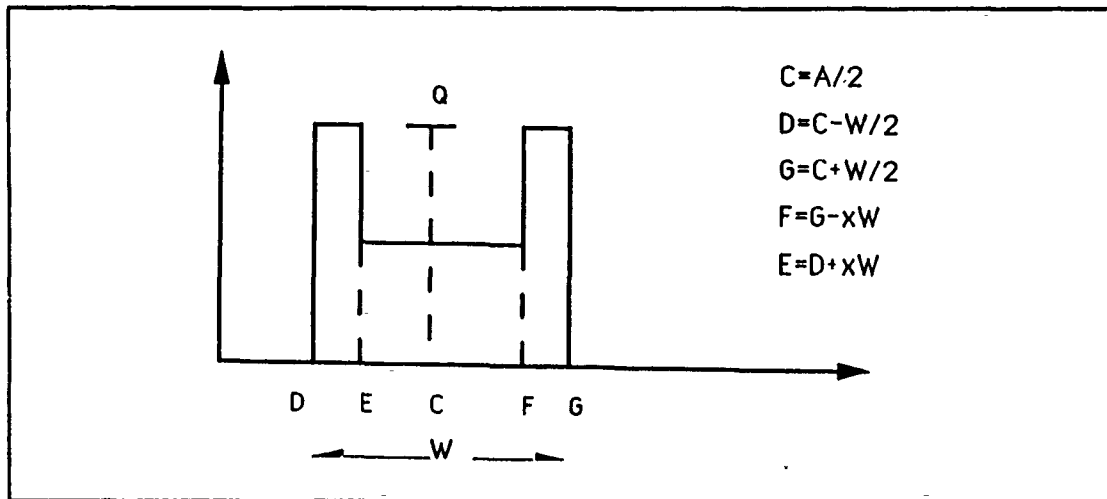 Q
D E C F G
W
C=A/2
D=C-W/2
G=C+W/2
F=G-xW
E=D+xW